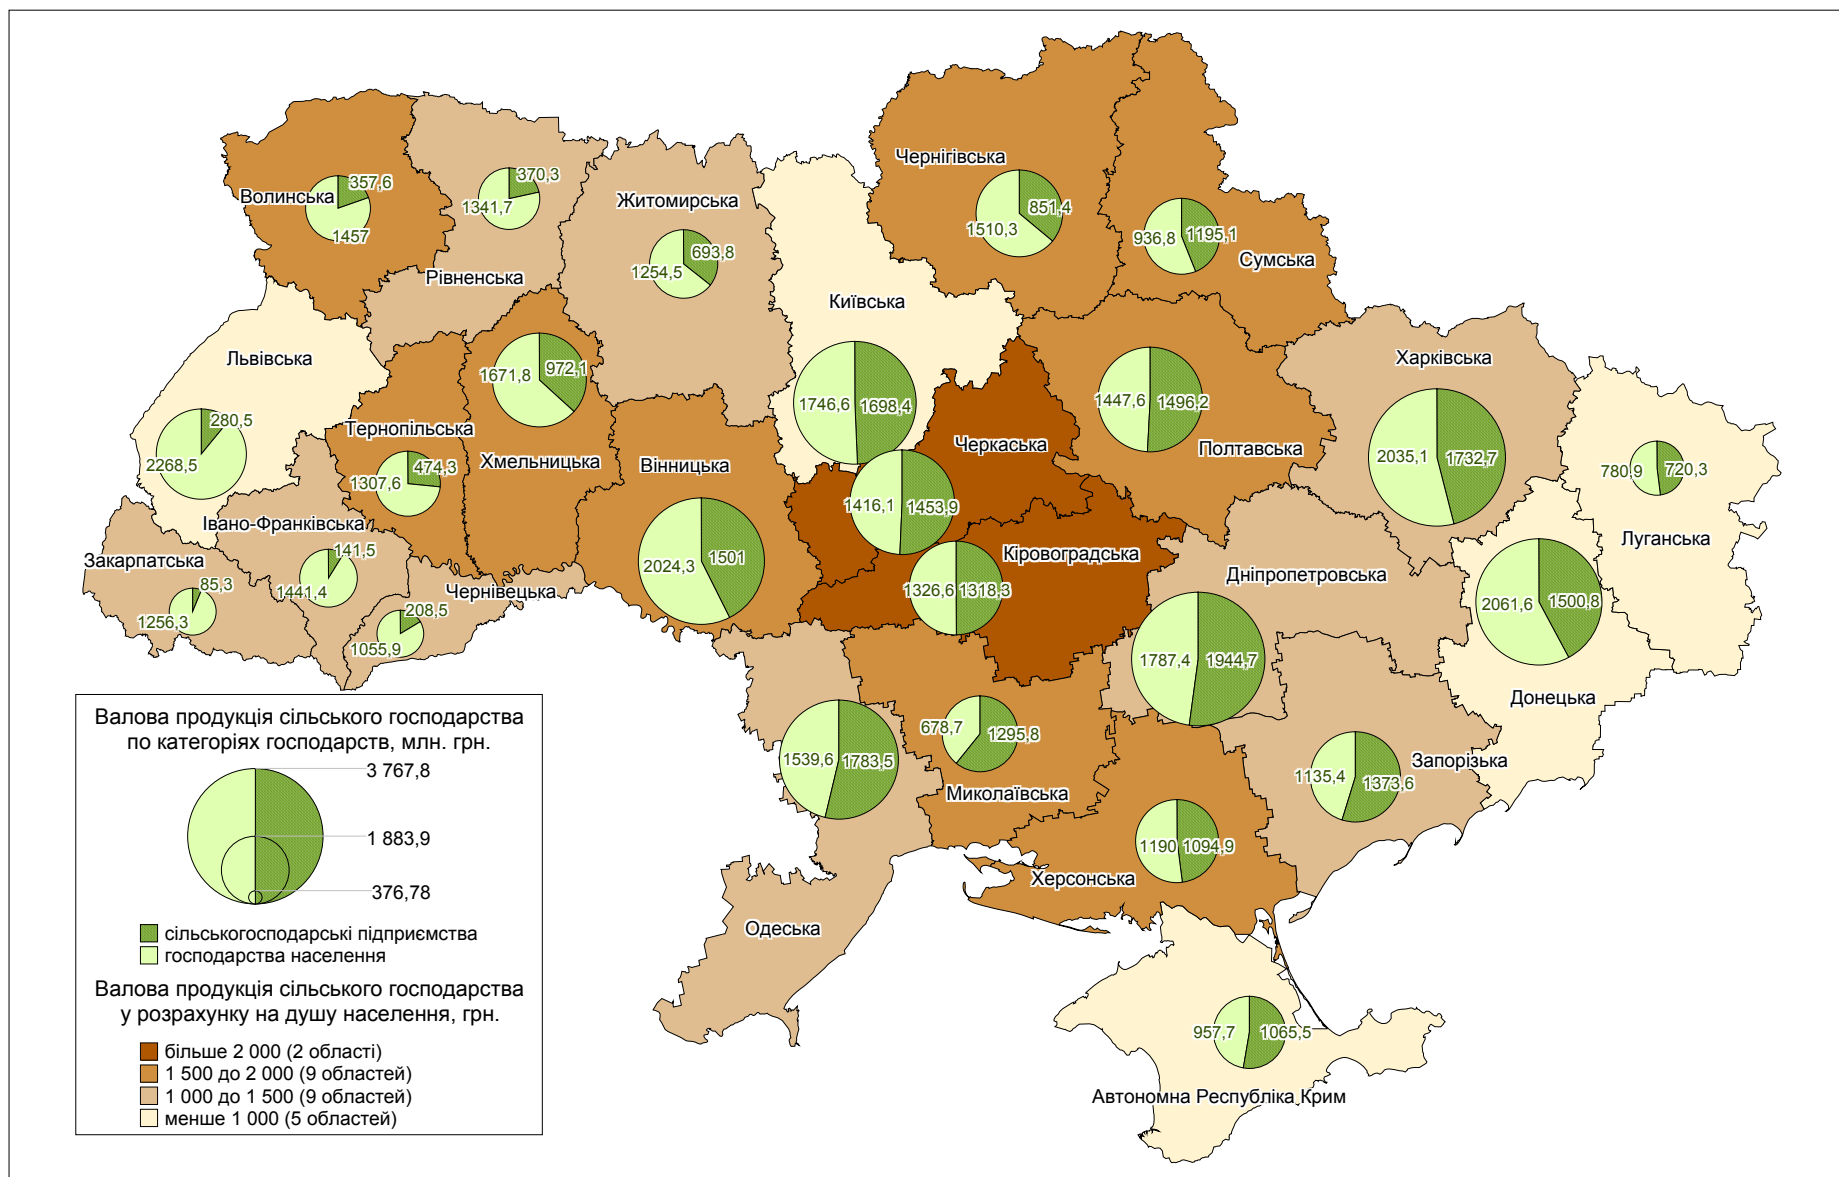 Чернігівська
851,4
1510,3
Волинська
357,6
1457
370,3
1341,7
Рівненська
Житомирська
693,8
1254,5
936,8
1195,1
Сумська
Київська
1746,6
1698,4
Львівська
280,5
2268,5
Тернопільська
474,3
1307,6
1671,8
972,1
Хмельницька
Вінницька
2024,3
1501
Черкаська
1416,1
1453,9
1447,6
1496,2
Полтавська
Харківська
2035,1
1732,7
780,9
720,3
Луганська
Івано-Франківська
141,5
1441,4
Закарпатська
85,3
1256,3
Чернівецька
208,5
1055,9
Кіровоградська
1326,6
1318,3
Дніпропетровська
1787,4
1944,7
2061,6
1500,8
Донецька
1539,6
1783,5
Одеська
678,7
1295,8
Миколаївська
Запорізька
1135,4
1373,6
1190
1094,9
Херсонська
957,7
1065,5
Автономна Республіка Крим
Валова продукція сільського господарства
по категоріях господарств, млн. грн.
3 767,8
1 883,9
376,78
сільськогосподарські підприємства
господарства населення
Валова продукція сільського господарства
у розрахунку на душу населення, грн.
більше 2 000 (2 області)
1 500 до 2 000 (9 областей)
1 000 до 1 500 (9 областей)
менше 1 000 (5 областей)